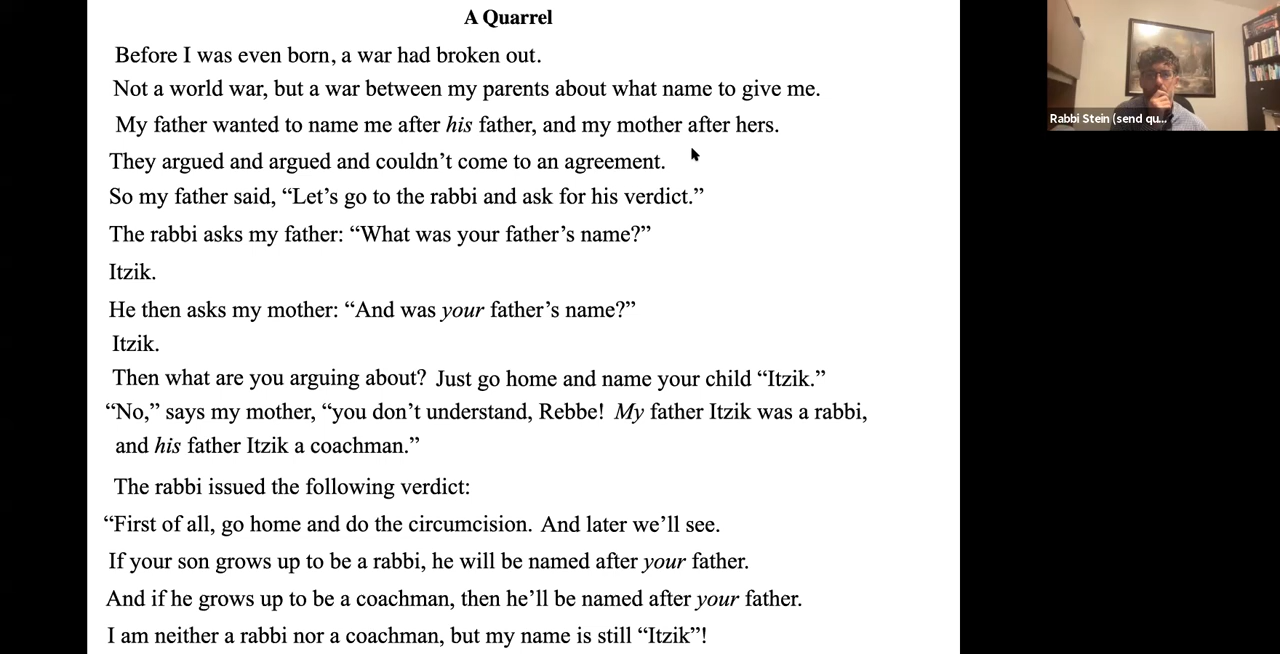 A Quarrel
Before I was even born, a war had broken out.
Not a world war, but a war between my parents about what name to give me.
My father wanted to name me after his father, and my mother after hers.
They argued and argued and couldn’t come to an agreement.
So my father said, “Let’s go to the rabbi and ask for his verdict.”
The rabbi asks my father: “What was your father’s name?”
Itzik.
He then asks my mother: “And was your father’s name?”
Itzik.
Then what are you arguing about? Just go home and name your child “Itzik.”
“No,” says my mother, “you don’t understand, Rebbe! My father Itzik was a rabbi,
and his father Itzik a coachman.”
The rabbi issued the following verdict:
“First of all, go home and do the circumcision. And later we’ll see.
If your son grows up to be a rabbi, he will be named after your father.
And if he grows up to be a coachman, then he’ll be named after your father.
I am neither a rabbi nor a coachman, but my name is still “Itzik”!
Rabbi Stein (send qu...